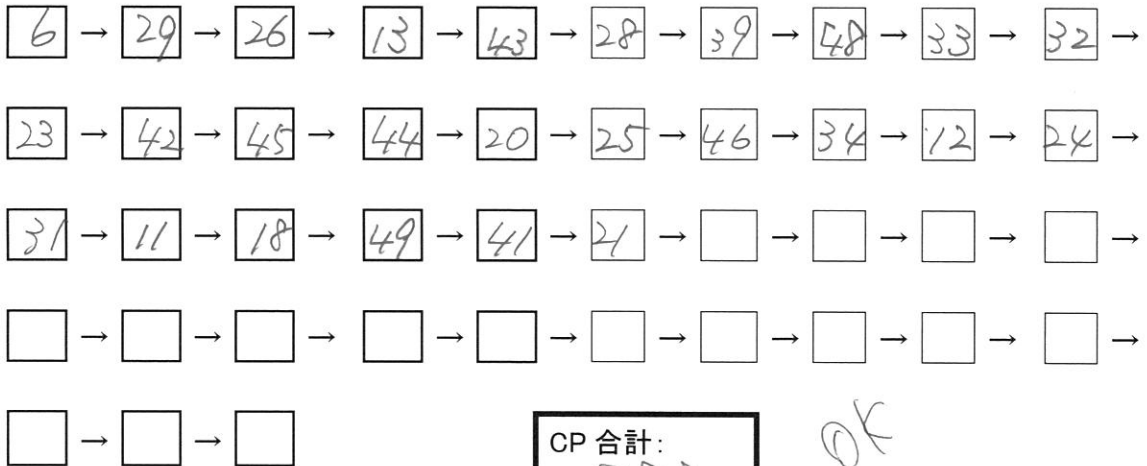 6 → 29 → 26 → 13 → 43 → 28 → 39 → 48 → 33 → 32 →
23 → 42 → 45 → 44 → 20 → 25 → 46 → 34 → 12 → 24 →
31 → 11 → 18 → 49 → 41 → 21 → → → → →
→ → → → → → → → → →
→ →
CP 合計:
OK